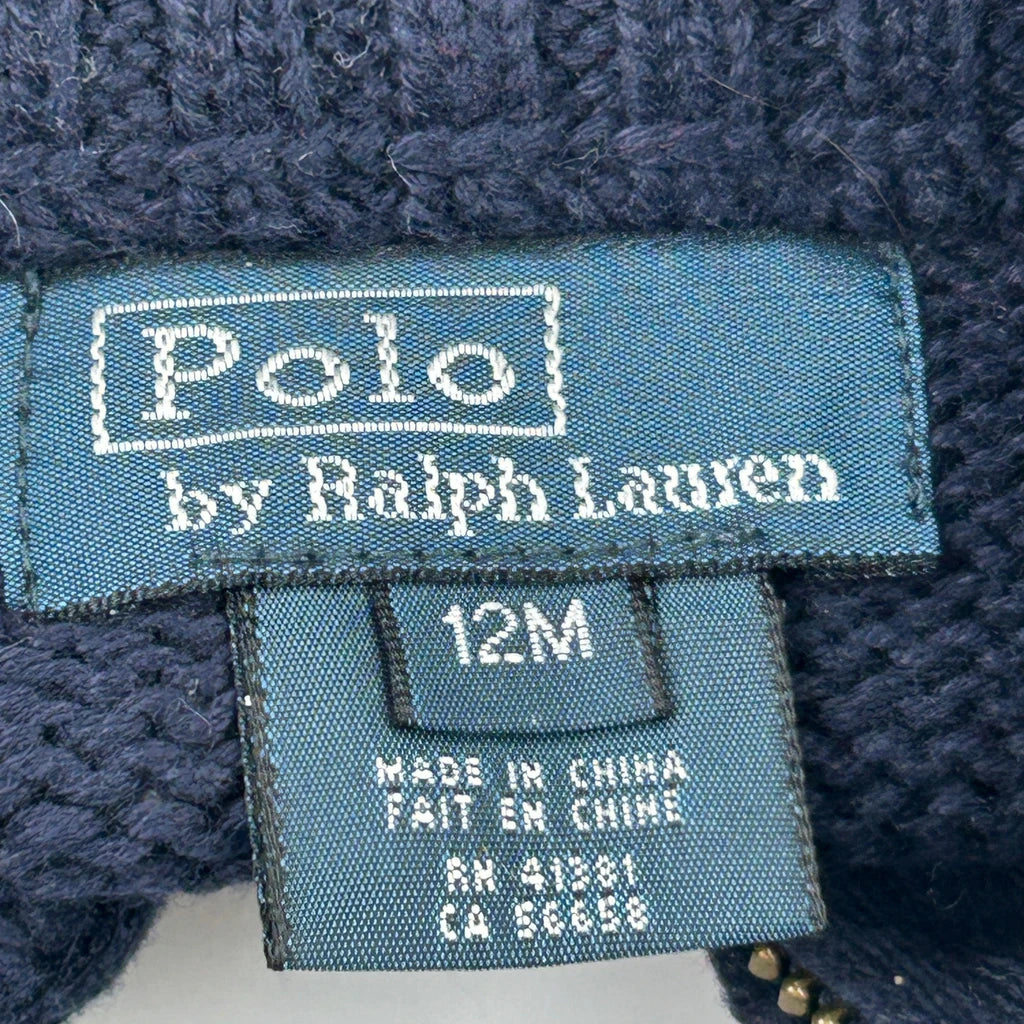 Polo
by Ralph Lauren
12M
MADE IN CHINA
FAIT EN CHINE
RN 41381
CA 56658